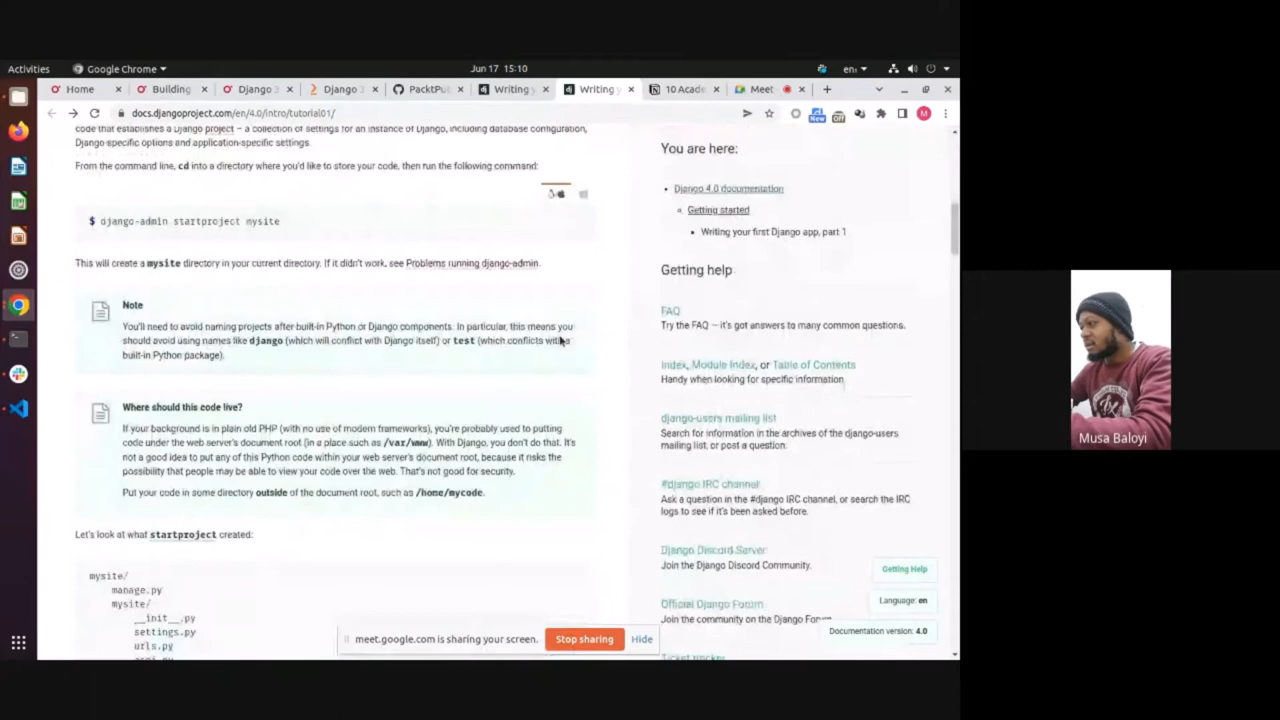 Activities
Google Chrome
Jun 17 15:10
en₁
Home
Building
Django 3
Django 3
PacktPu
Writing y
Writing y
10 Acade
Meet
docs.djangoproject.com/en/4.0/intro/tutorial01/
New
Off
M
code that establishes a Django project – a collection of settings for an instance of Django, including database configuration,
Django-specific options and application-specific settings.
From the command line, cd into a directory where you'd like to store your code, then run the following command:
$ django-admin startproject mysite
This will create a mysite directory in your current directory. If it didn't work, see Problems running django-admin.
Note
You'll need to avoid naming projects after built-in Python or Django components. In particular, this means you
should avoid using names like django (which will conflict with Django itself) or test (which conflicts with a
built-in Python package).
Where should this code live?
If your background is in plain old PHP (with no use of modern frameworks), you're probably used to putting
code under the web server's document root (in a place such as /var/www). With Django, you don't do that. It's
not a good idea to put any of this Python code within your web server's document root, because it risks the
possibility that people may be able to view your code over the web. That's not good for security.
Put your code in some directory outside of the document root, such as /home/mycode.
Let's look at what startproject created:
mysite/
manage.py
mysite/
__init__.py
settings.py
urls.py
You are here:
Django 4.0 documentation
Getting started
Writing your first Django app, part 1
Getting help
FAQ
Try the FAQ — it's got answers to many common questions.
Index, Module Index, or Table of Contents
Handy when looking for specific information
django-users mailing list
Search for information in the archives of the django-users
mailing list, or post a question.
#django IRC channel
Ask a question in the #django IRC channel, or search the IRC
logs to see if it's been asked before.
Django Discord Server
Join the Django Discord Community.
Official Django Forum
Join the community on the Django Forum
Ticket tracker
Getting Help
Language: en
Documentation version: 4.0
meet.google.com is sharing your screen.
Stop sharing
Hide
Musa Baloyi